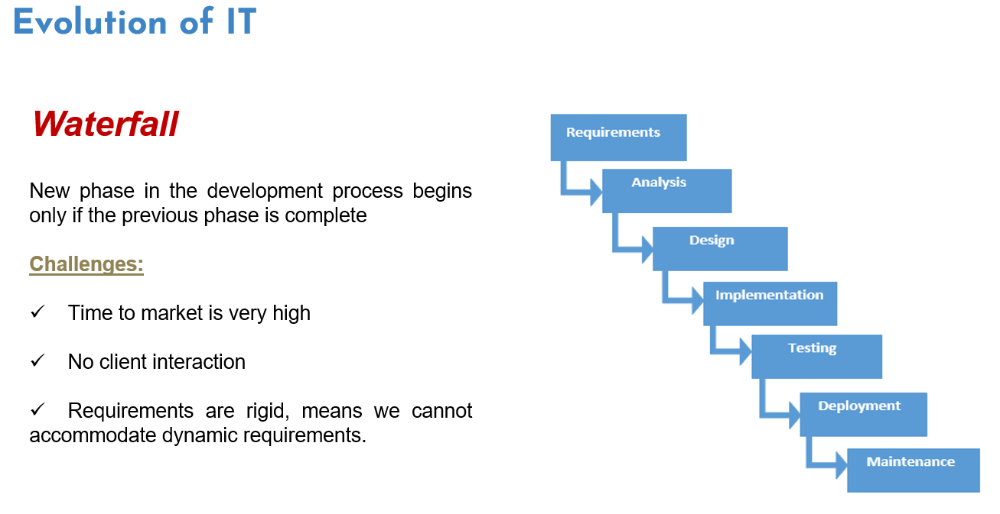 Evolution of IT
Waterfall
New phase in the development process begins
only if the previous phase is complete
Challenges:
✓ Time to market is very high
✓ No client interaction
✓ Requirements are rigid, means we cannot
accommodate dynamic requirements.
Requirements
Analysis
Design
Implementation
Testing
Deployment
Maintenance